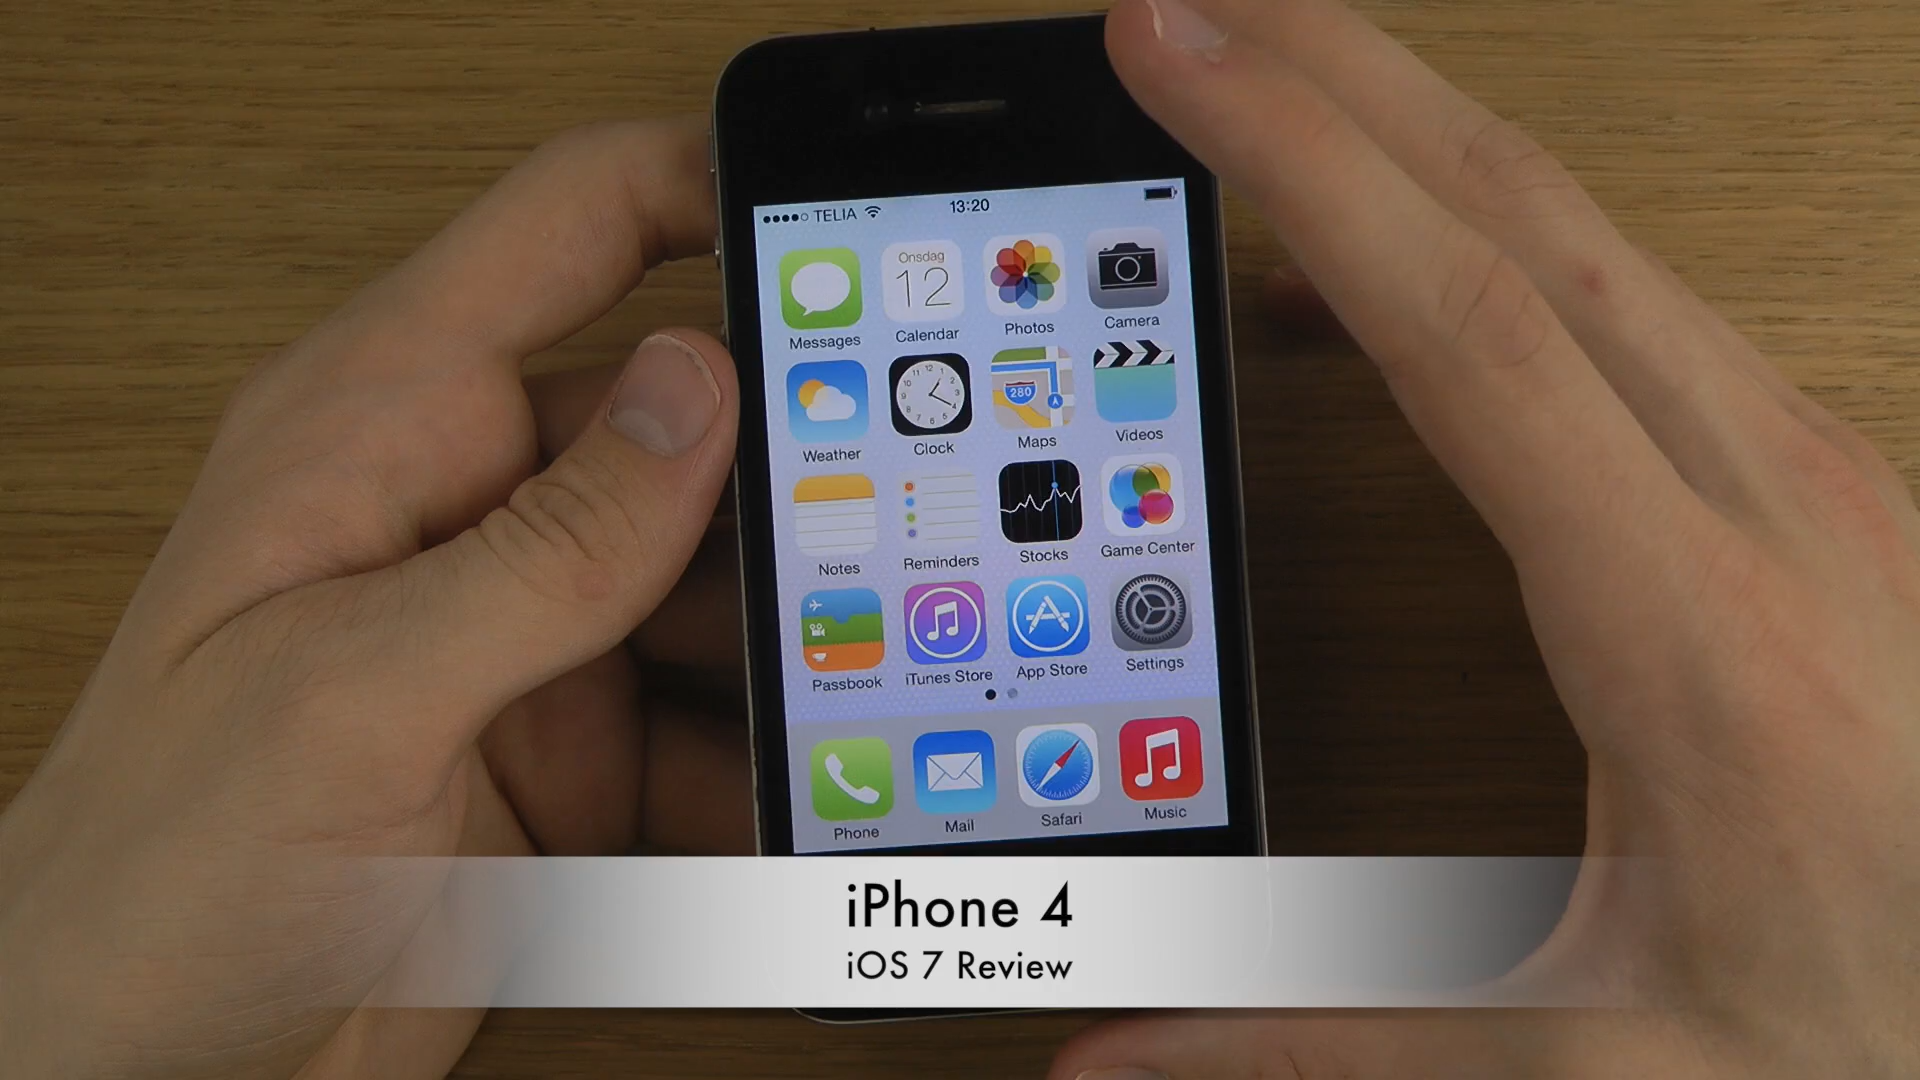 TELIA 13:20
Onsdag
12
Messages Calendar Photos Camera
280
Weather Clock Maps Videos
Notes Reminders Stocks Game Center
Passbook iTunes Store App Store Settings
Phone Mail Safari Music
iPhone 4
iOS 7 Review